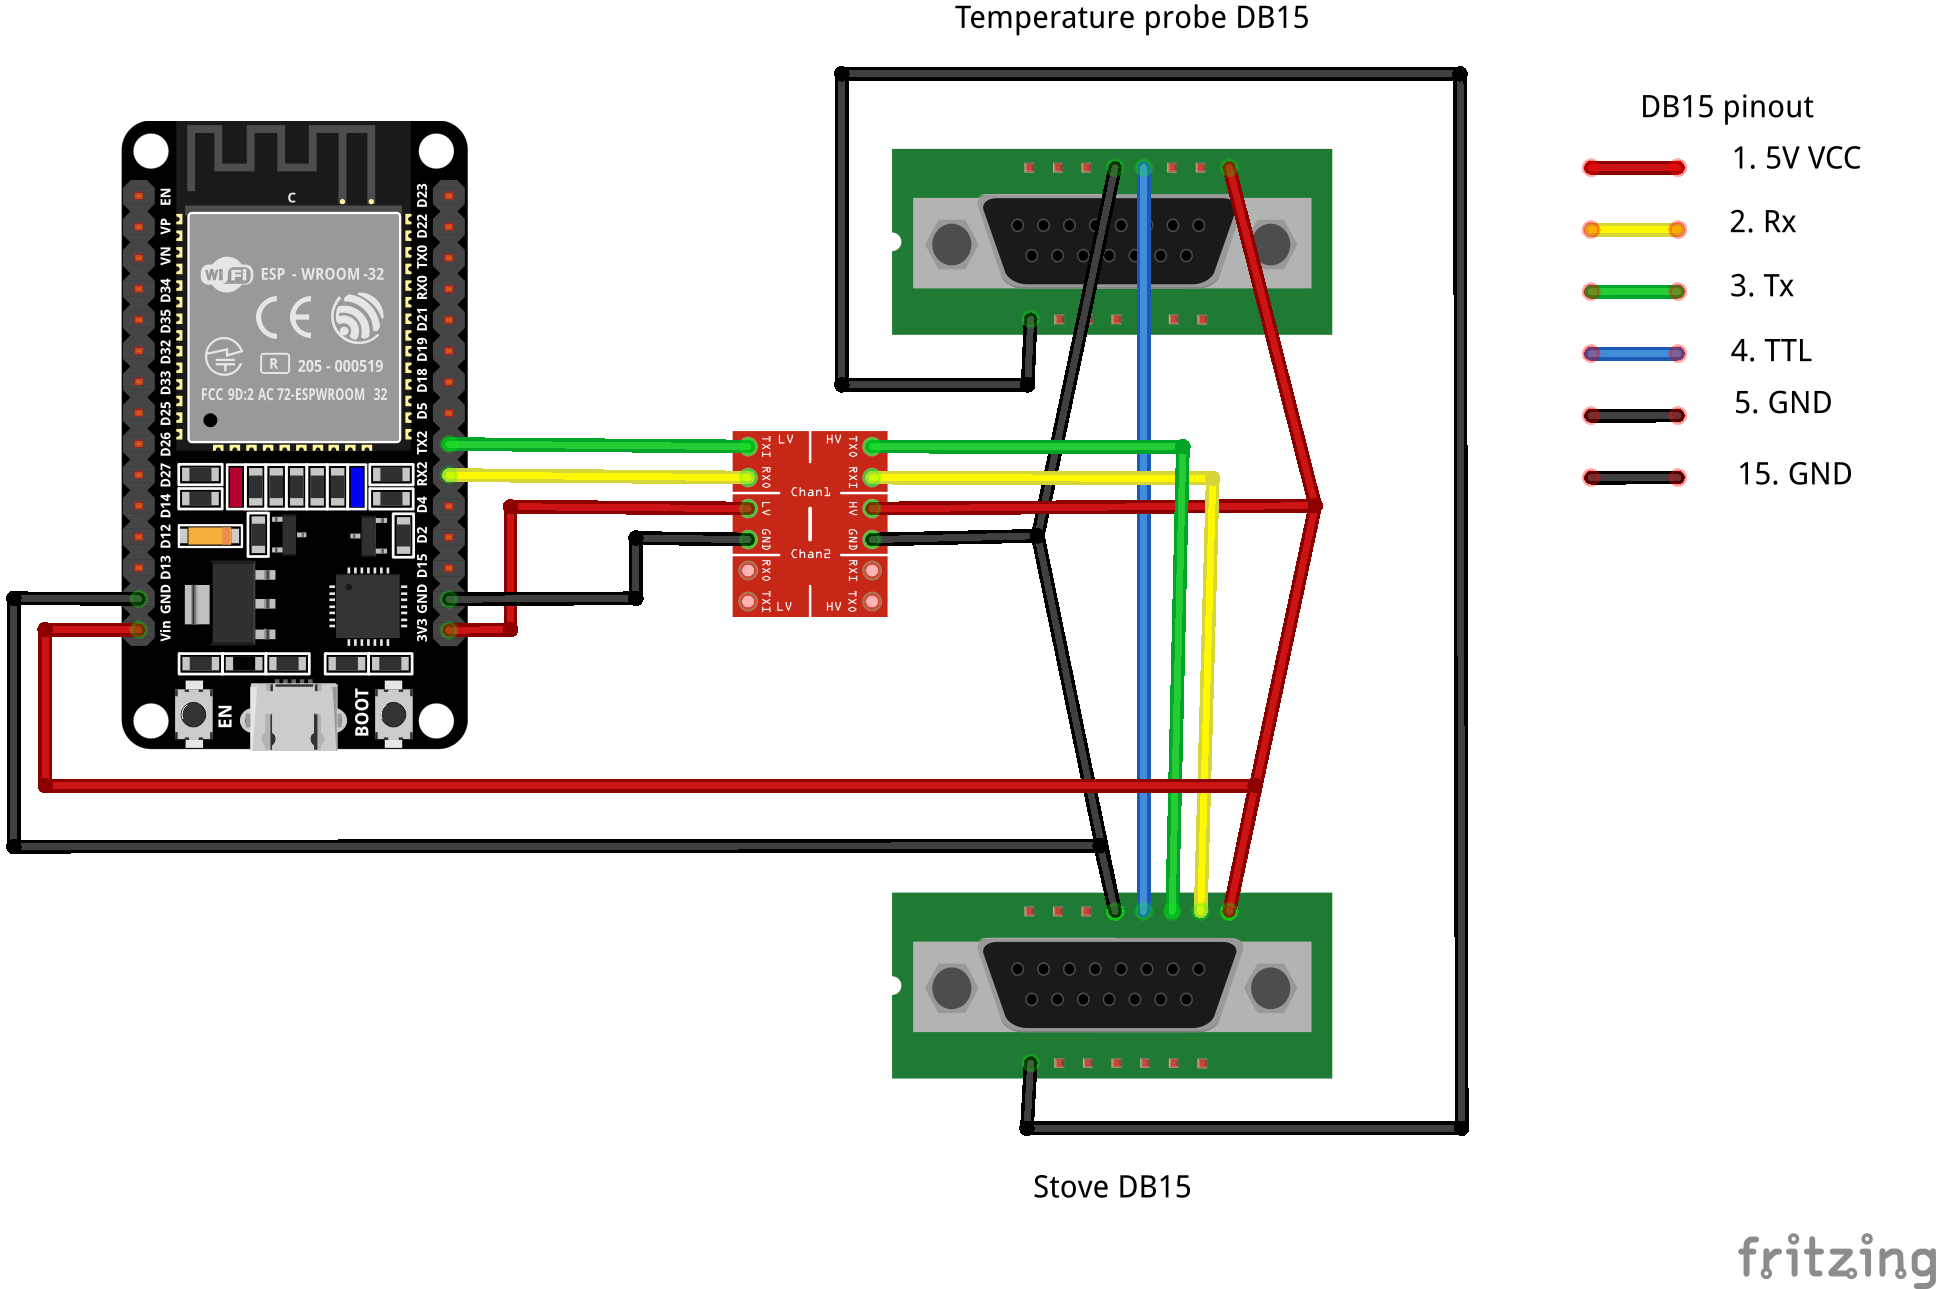 Temperature probe DB15
DB15 pinout
1. 5V VCC
2. Rx
3. Tx
4. TTL
5. GND
15. GND
C
EN
VP
VN
D34
D35
D32
D33
D25
D26
D27
D14
D12
D13
GND
Vin
D23
D22
TX0
RX0
D21
D19
D18
D5
TX2
RX2
D4
D2
D15
GND
3V3
WiFi
ESP - WROOM -32
CE
R 205 - 000519
FCC 9D:2 AC 72-ESPWROOM 32
EN
BOOT
TXI LV HV TXO
RXO RXI
Chan1
LV HV
GND GND
Chan2
RXO RXI
TXI LV HV TXO
Stove DB15
fritzing